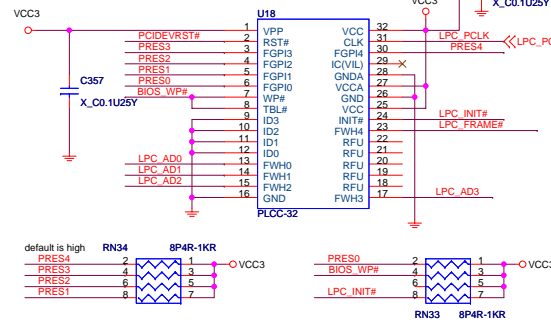 VCC3
VCC3
X_C0.1U25Y
U18
1 VPP VCC 32
PCIDEVRST# 2 RST# CLK 31 LPC_PCLK
PRES3 3 FGPI3 FGPI4 30 PRES4
PRES2 4 FGPI2 IC(VIL) 29
PRES1 5 FGPI1 GNDA 28
PRES0 6 FGPI0 VCCA 27
BIOS_WP# 7 WP# GND 26
8 TBL# VCC 25
9 ID3 INIT# 24 LPC_INIT#
10 ID2 FWH4 23 LPC_FRAME#
11 ID1 RFU 22
12 ID0 RFU 21
LPC_AD0 13 FWH0 RFU 20
LPC_AD1 14 FWH1 RFU 19
LPC_AD2 15 FWH2 RFU 18
16 GND FWH3 17 LPC_AD3
PLCC-32
C357
X_C0.1U25Y
default is high RN34 8P4R-1KR
PRES4 2 1 VCC3
PRES3 4 3
PRES2 6 5
PRES1 8 7
PRES0 2 1 VCC3
BIOS_WP# 4 3
6 5
LPC_INIT# 8 7
RN33 8P4R-1KR